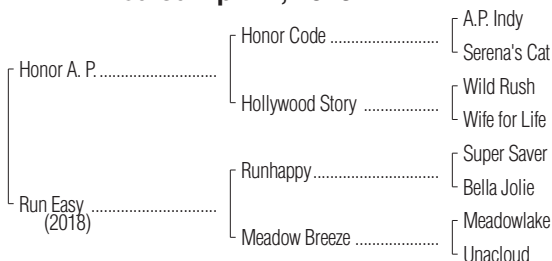 Honor A. P.
Run Easy
(2018)
Honor Code
Hollywood Story
Runhappy
Meadow Breeze
A.P. Indy
Serena's Cat
Wild Rush
Wife for Life
Super Saver
Bella Jolie
Meadowlake
Unacloud